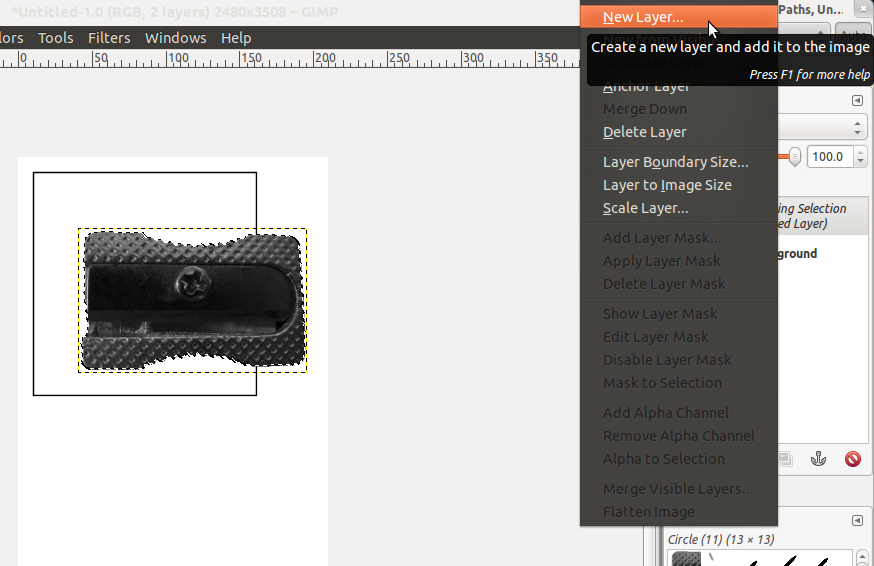 *Untitled-1.0 (RGB, 2 layers) 2480x3508 – GIMP
Paths, Un...
lors Tools Filters Windows Help
0 50 100 150 200 250 300 350
New Layer...
New from Visible
Auto
Create a new layer and add it to the image
Press F1 for more help
Anchor Layer
Merge Down
Delete Layer
100.0
Layer Boundary Size...
Layer to Image Size
Scale Layer...
ing Selection
ed Layer)
Add Layer Mask...
ground
Apply Layer Mask
Delete Layer Mask
Show Layer Mask
Edit Layer Mask
Disable Layer Mask
Mask to Selection
Add Alpha Channel
Remove Alpha Channel
Alpha to Selection
Merge Visible Layers...
Flatten Image
Circle (11) (13 × 13)